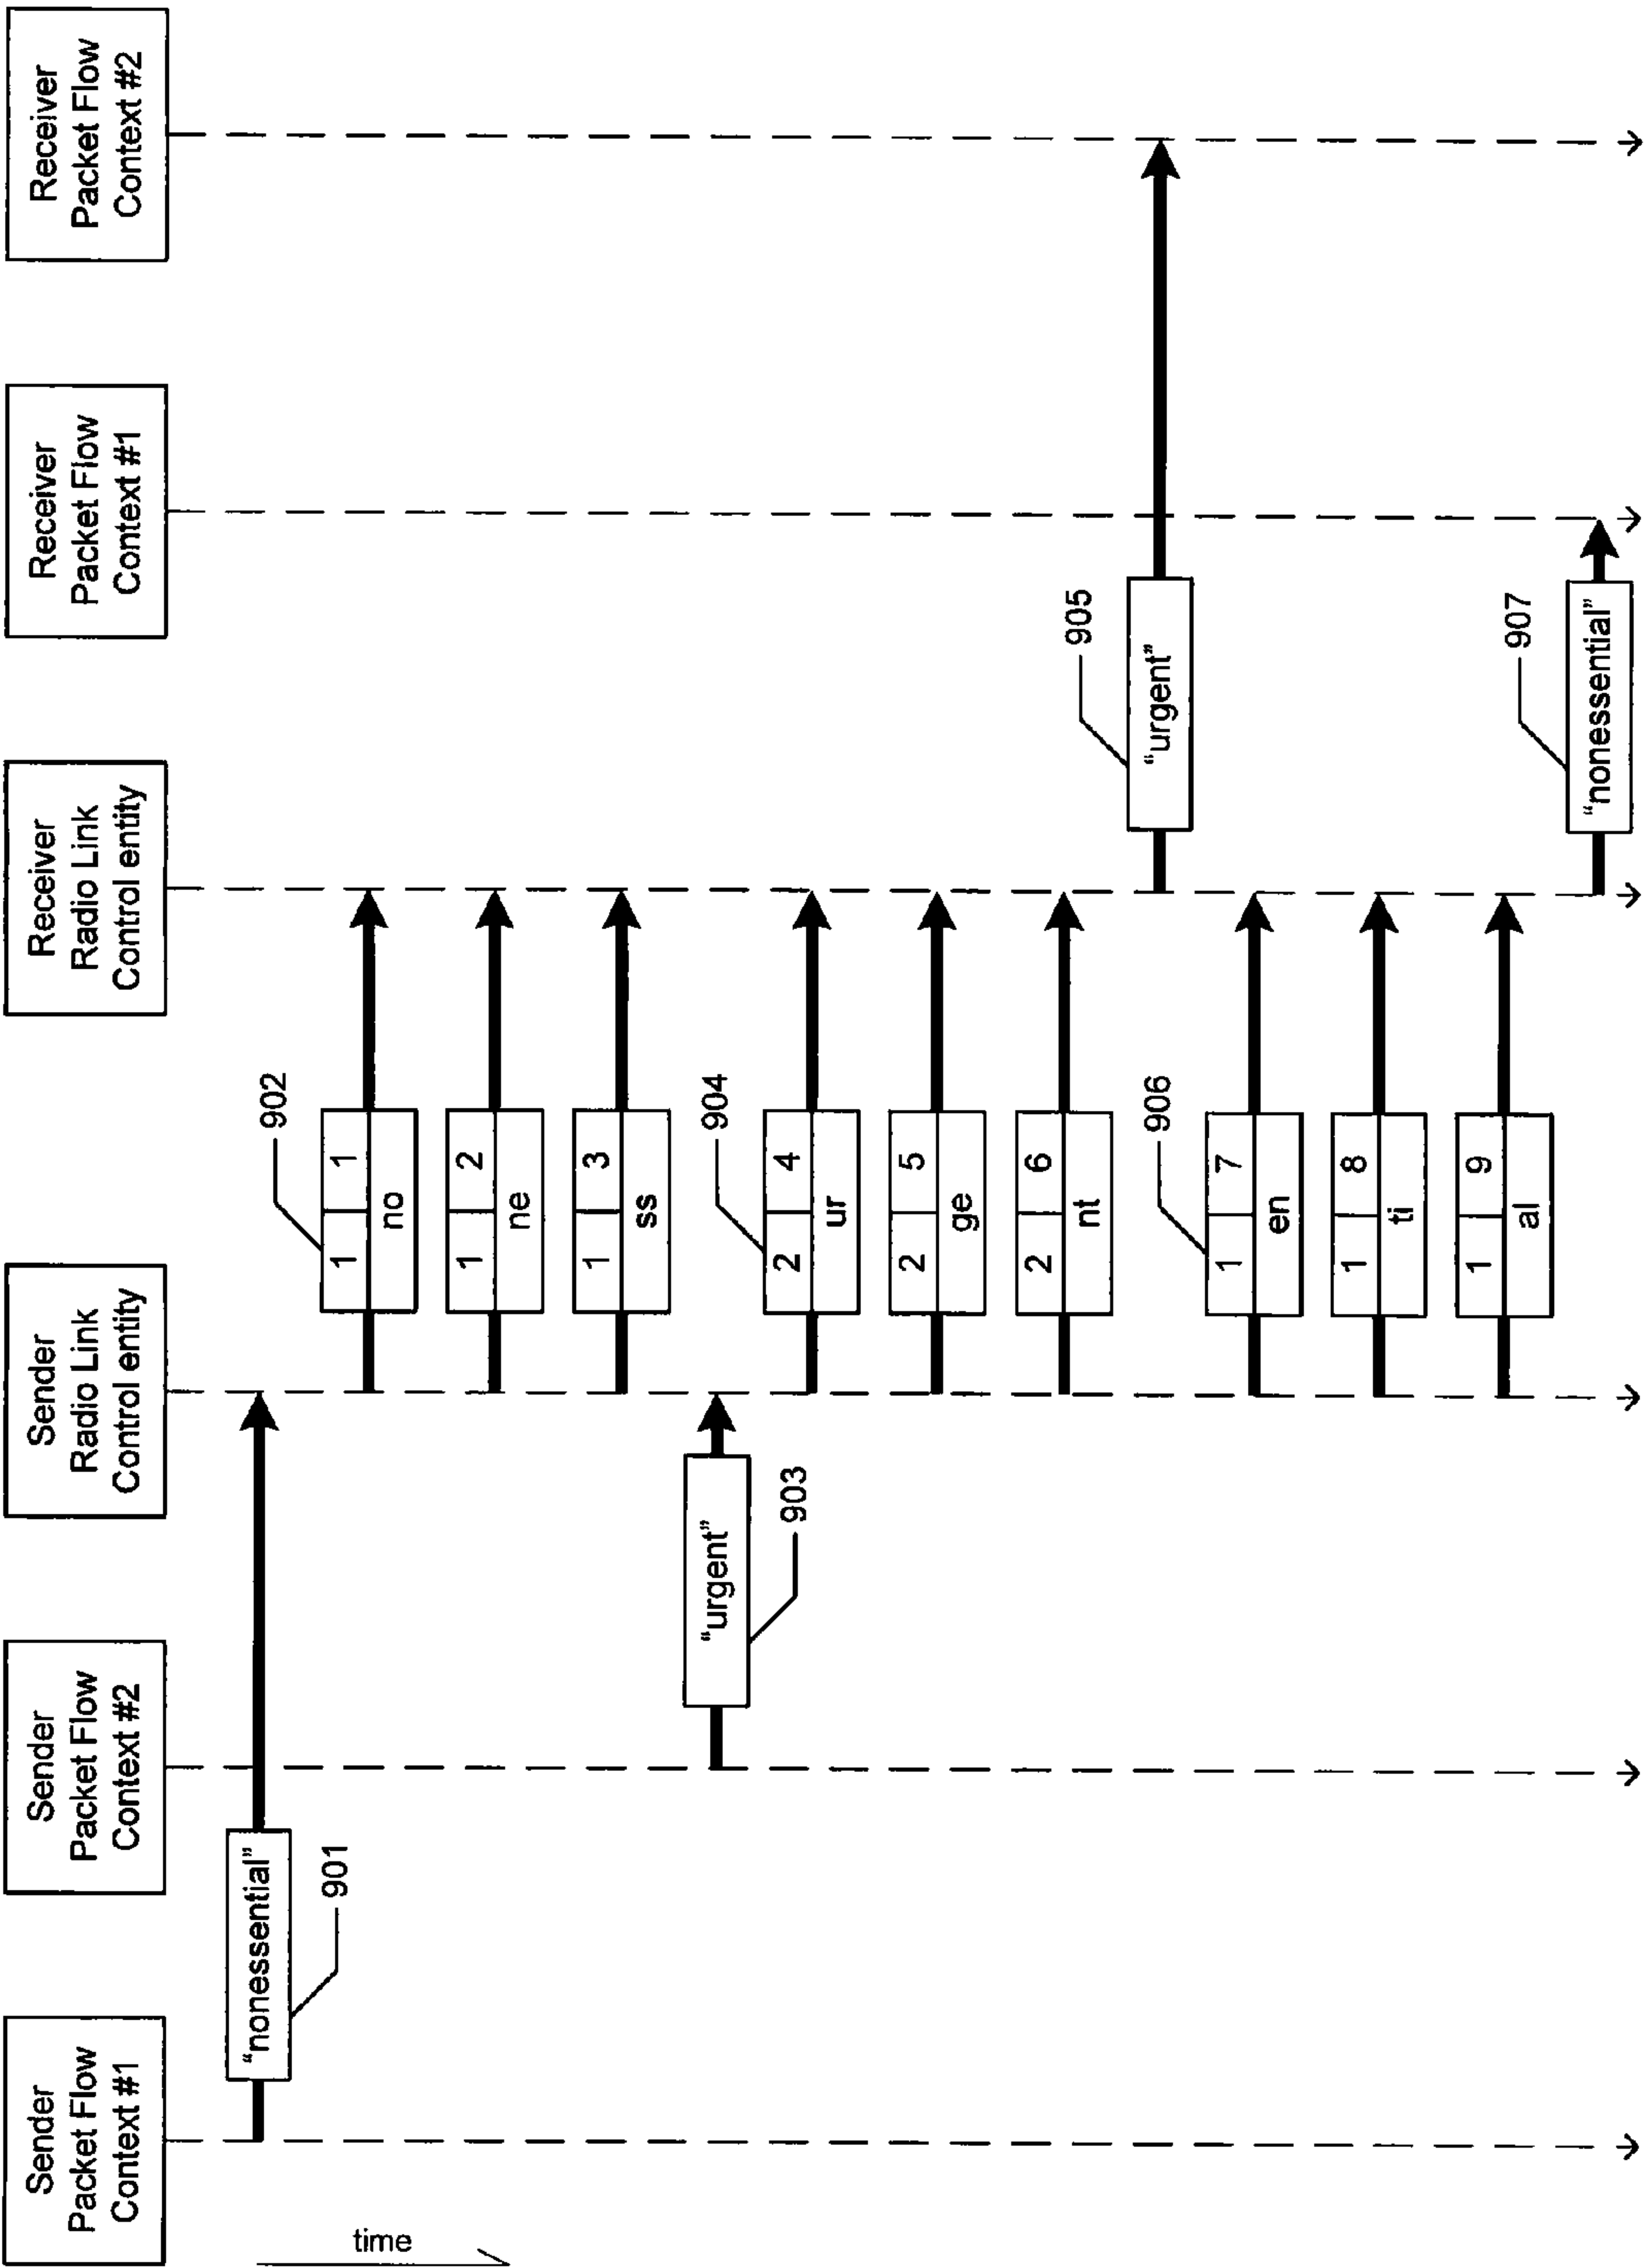 Sender
Packet Flow
Context #1
Sender
Packet Flow
Context #2
Sender
Radio Link
Control entity
Receiver
Radio Link
Control entity
Receiver
Packet Flow
Context #1
Receiver
Packet Flow
Context #2
time
“nonessential”
901
902
1 1
no
1 2
ne
1 3
ss
“urgent”
903
904
2 4
ur
2 5
ge
2 6
nt
905
“urgent”
906
1 7
en
1 8
ti
1 9
al
907
“nonessential”